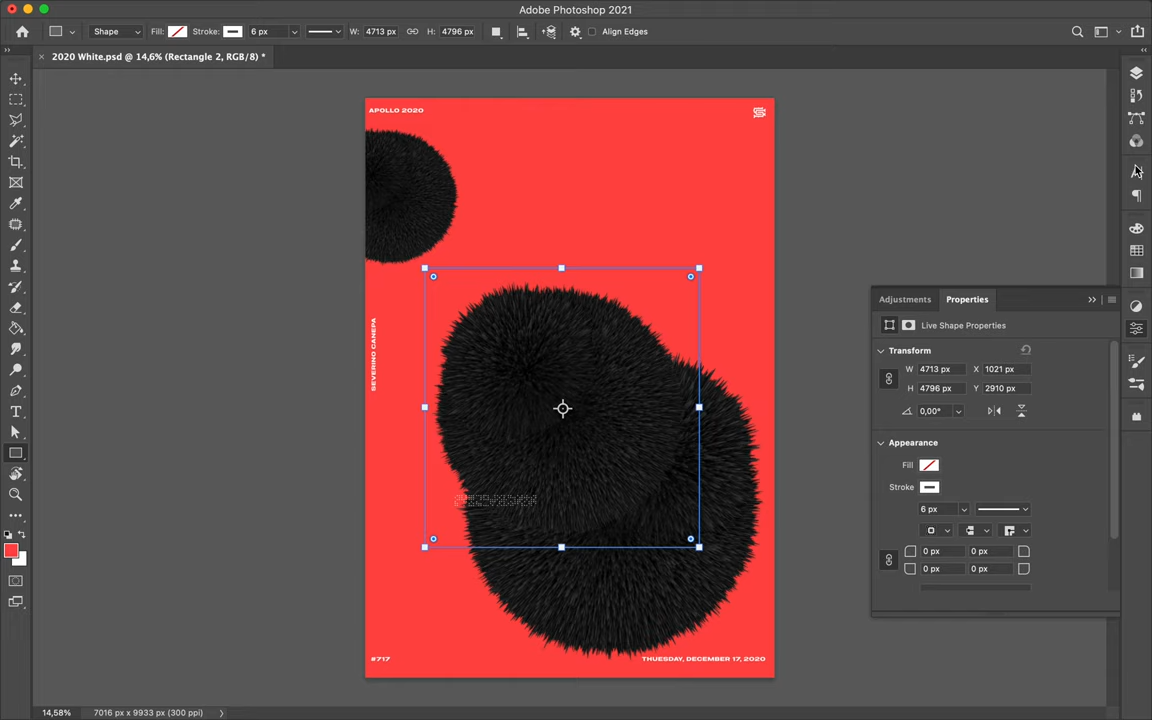 Adobe Photoshop 2021
Shape Fill: Stroke: 6 px W: 4713 px H: 4796 px Align Edges
2020 White.psd @ 14,6% (Rectangle 2, RGB/8) *
APOLLO 2020
SEVERINO CANEPA
#717
THUESDAY, DECEMBER 17, 2020
Adjustments Properties
Live Shape Properties
Transform
W 4713 px X 1021 px
H 4796 px Y 2910 px
0,00°
Appearance
Fill
Stroke
6 px
0 px 0 px
0 px 0 px
14,58% 7016 px x 9933 px (300 ppi)